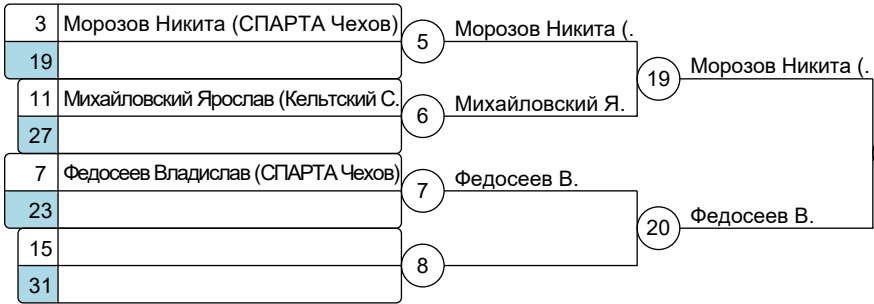 3 Морозов Никита (СПАРТА Чехов)
19
5 Морозов Никита (.
11 Михайловский Ярослав (Кельтский С.
27
6 Михайловский Я.
19 Морозов Никита (.
7 Федосеев Владислав (СПАРТА Чехов)
23
7 Федосеев В.
15
31
8
20 Федосеев В.